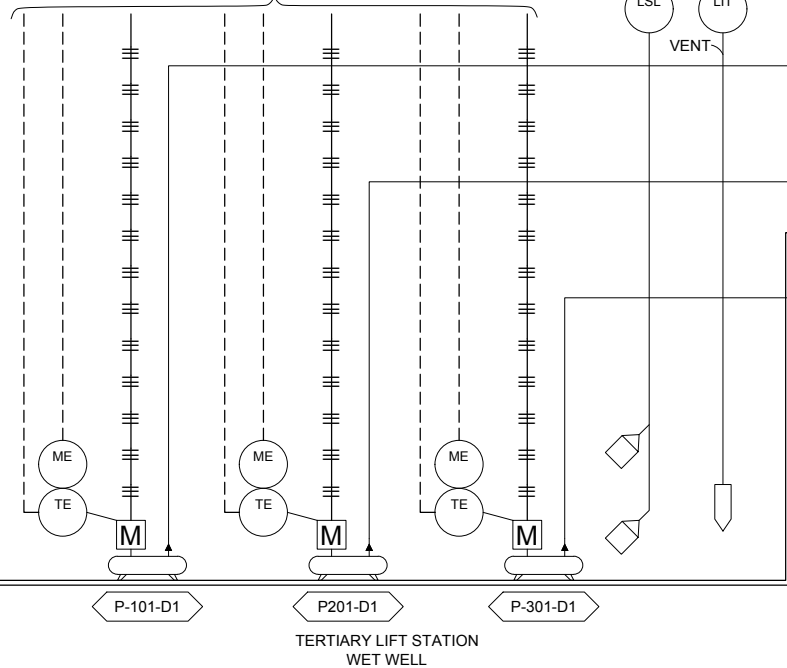 LSL
LIT
VENT
ME
ME
ME
TE
TE
TE
M
M
M
P-101-D1
P201-D1
P-301-D1
TERTIARY LIFT STATION
WET WELL